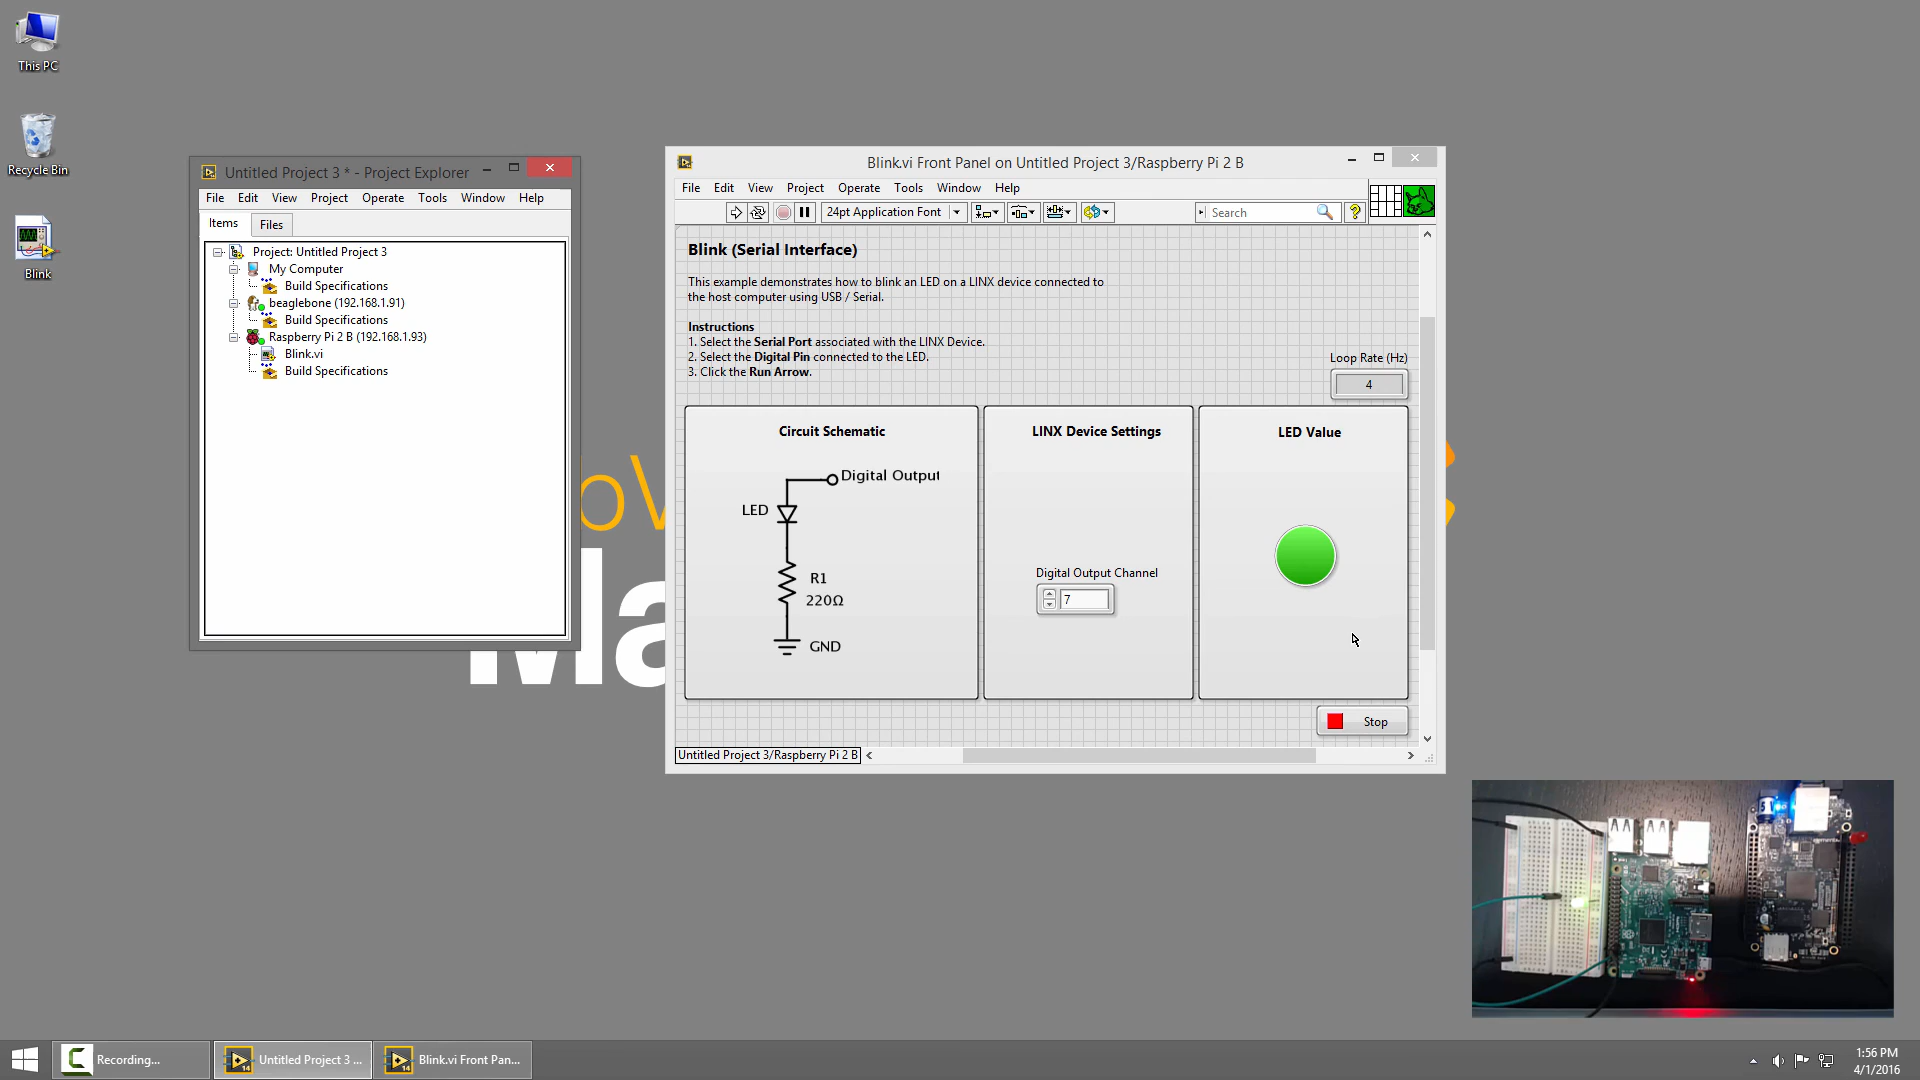 This PC
Recycle Bin
Blink
Untitled Project 3 * - Project Explorer
File Edit View Project Operate Tools Window Help
Items Files
Project: Untitled Project 3
My Computer
Build Specifications
beaglebone (192.168.1.91)
Build Specifications
Raspberry Pi 2 B (192.168.1.93)
Blink.vi
Build Specifications
Blink.vi Front Panel on Untitled Project 3/Raspberry Pi 2 B
File Edit View Project Operate Tools Window Help
24pt Application Font
Search
?
Blink (Serial Interface)
This example demonstrates how to blink an LED on a LINX device connected to
the host computer using USB / Serial.
Instructions
1. Select the Serial Port associated with the LINX Device.
2. Select the Digital Pin connected to the LED.
3. Click the Run Arrow.
Loop Rate (Hz)
4
Circuit Schematic
Digital Output
LED
R1
220Ω
GND
LINX Device Settings
Digital Output Channel
7
LED Value
Stop
Untitled Project 3/Raspberry Pi 2 B
Ma
Recording...
14
Untitled Project 3 ...
14
Blink.vi Front Pan...
1:56 PM
4/1/2016